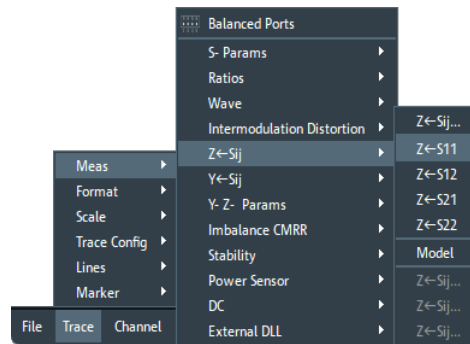 Balanced Ports
S- Params
Ratios
Wave
Intermodulation Distortion
Z←Sij
Y←Sij
Y- Z- Params
Imbalance CMRR
Stability
Power Sensor
DC
External DLL
Z←Sij...
Z←S11
Z←S12
Z←S21
Z←S22
Model
Z←Sij...
Z←Sij...
Z←Sij...
Meas
Format
Scale
Trace Config
Lines
Marker
File Trace Channel